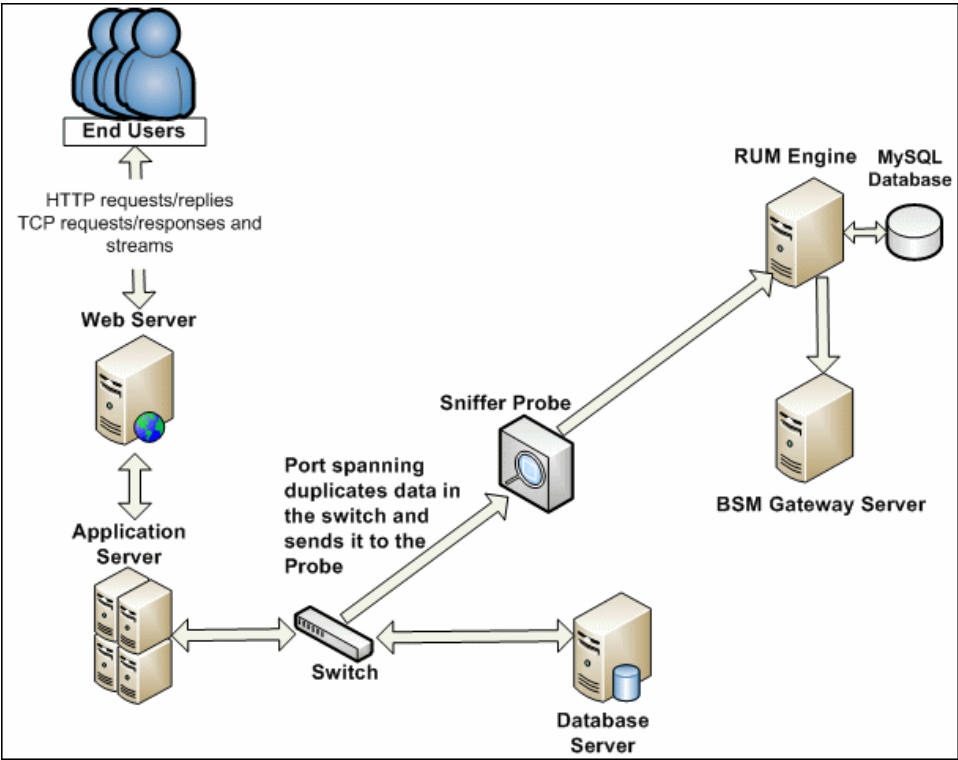 End Users
HTTP requests/replies
TCP requests/responses and
streams
Web Server
Application
Server
Port spanning
duplicates data in
the switch and
sends it to the
Probe
Switch
Sniffer Probe
Database
Server
RUM Engine
MySQL
Database
BSM Gateway Server